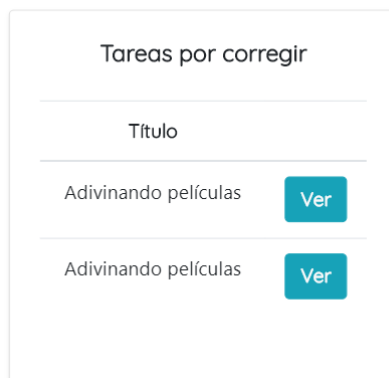 Tareas por corregir
Título
Adivinando películas Ver
Adivinando películas Ver